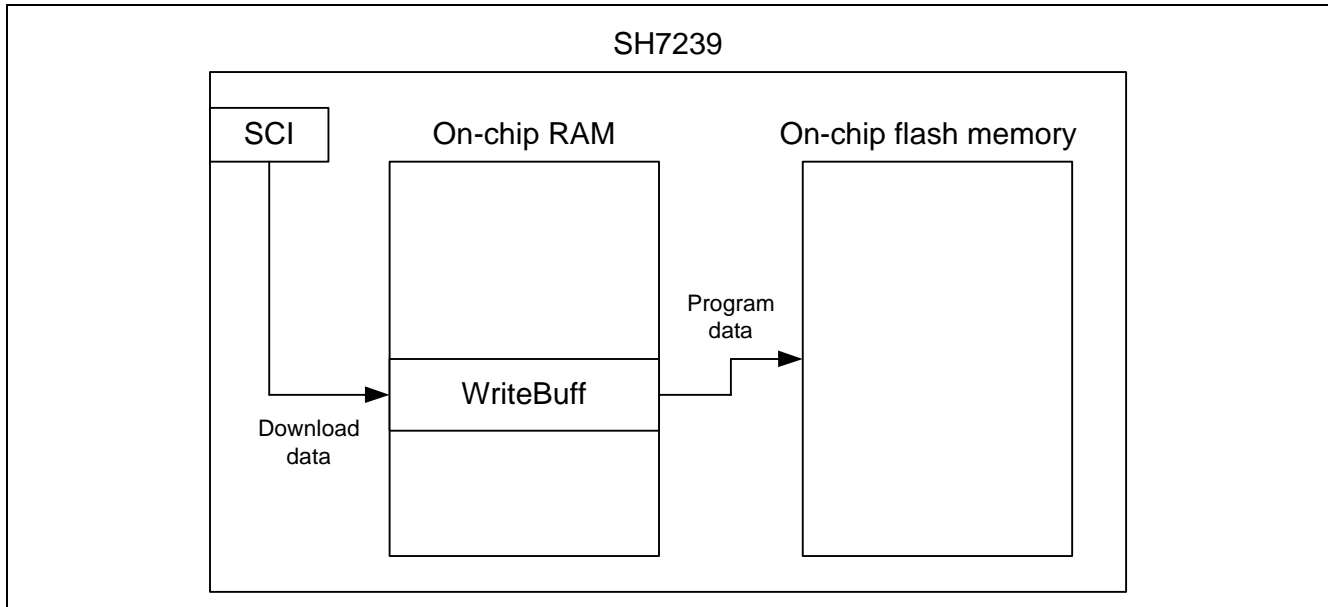 SH7239
SCI
On-chip RAM
On-chip flash memory
Program
data
WriteBuff
Download
data